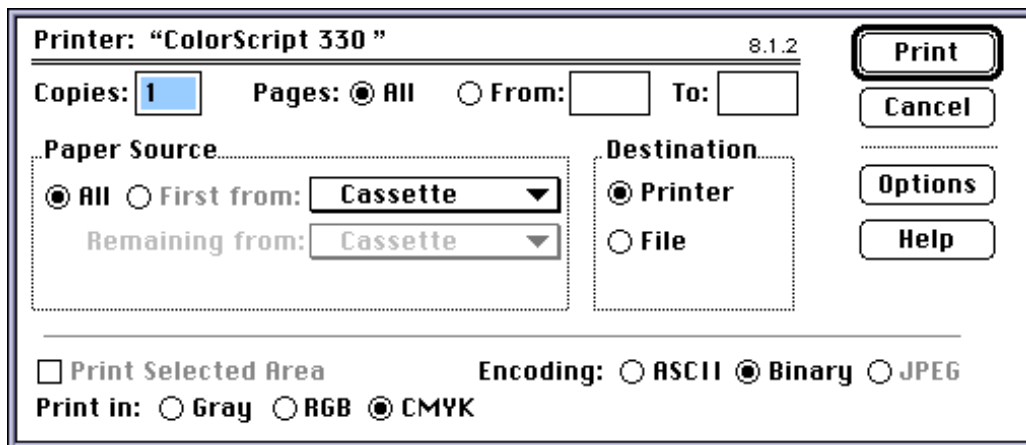 Printer: “ColorScript 330 ” 8.1.2 Print
Copies: 1 Pages: All From: To: Cancel
Paper Source Destination
All First from: Cassette Printer Options
Remaining from: Cassette File Help
Print Selected Area Encoding: ASCII Binary JPEG
Print in: Gray RGB CMYK